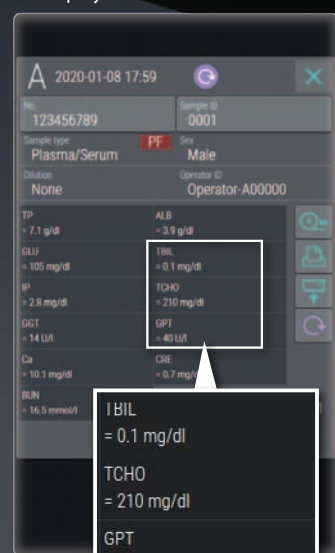 A 2020-01-08 17:59
No. Sample ID
123456789 0001
Sample type PF Sex
Plasma/Serum Male
Dilution Operator ID
None Operator-A00000
TP ALB
= 7.1 g/dl = 3.9 g/dl
GLU TBIL
= 105 mg/dl = 0.1 mg/dl
IP TCHO
= 2.8 mg/dl = 210 mg/dl
GGT GPT
= 14 U/l = 40 U/l
Ca CRE
= 10.1 mg/dl = 0.7 mg/
BUN
= 16.5 mmol/l
TBIL
= 0.1 mg/dl
TCHO
= 210 mg/dl
GPT